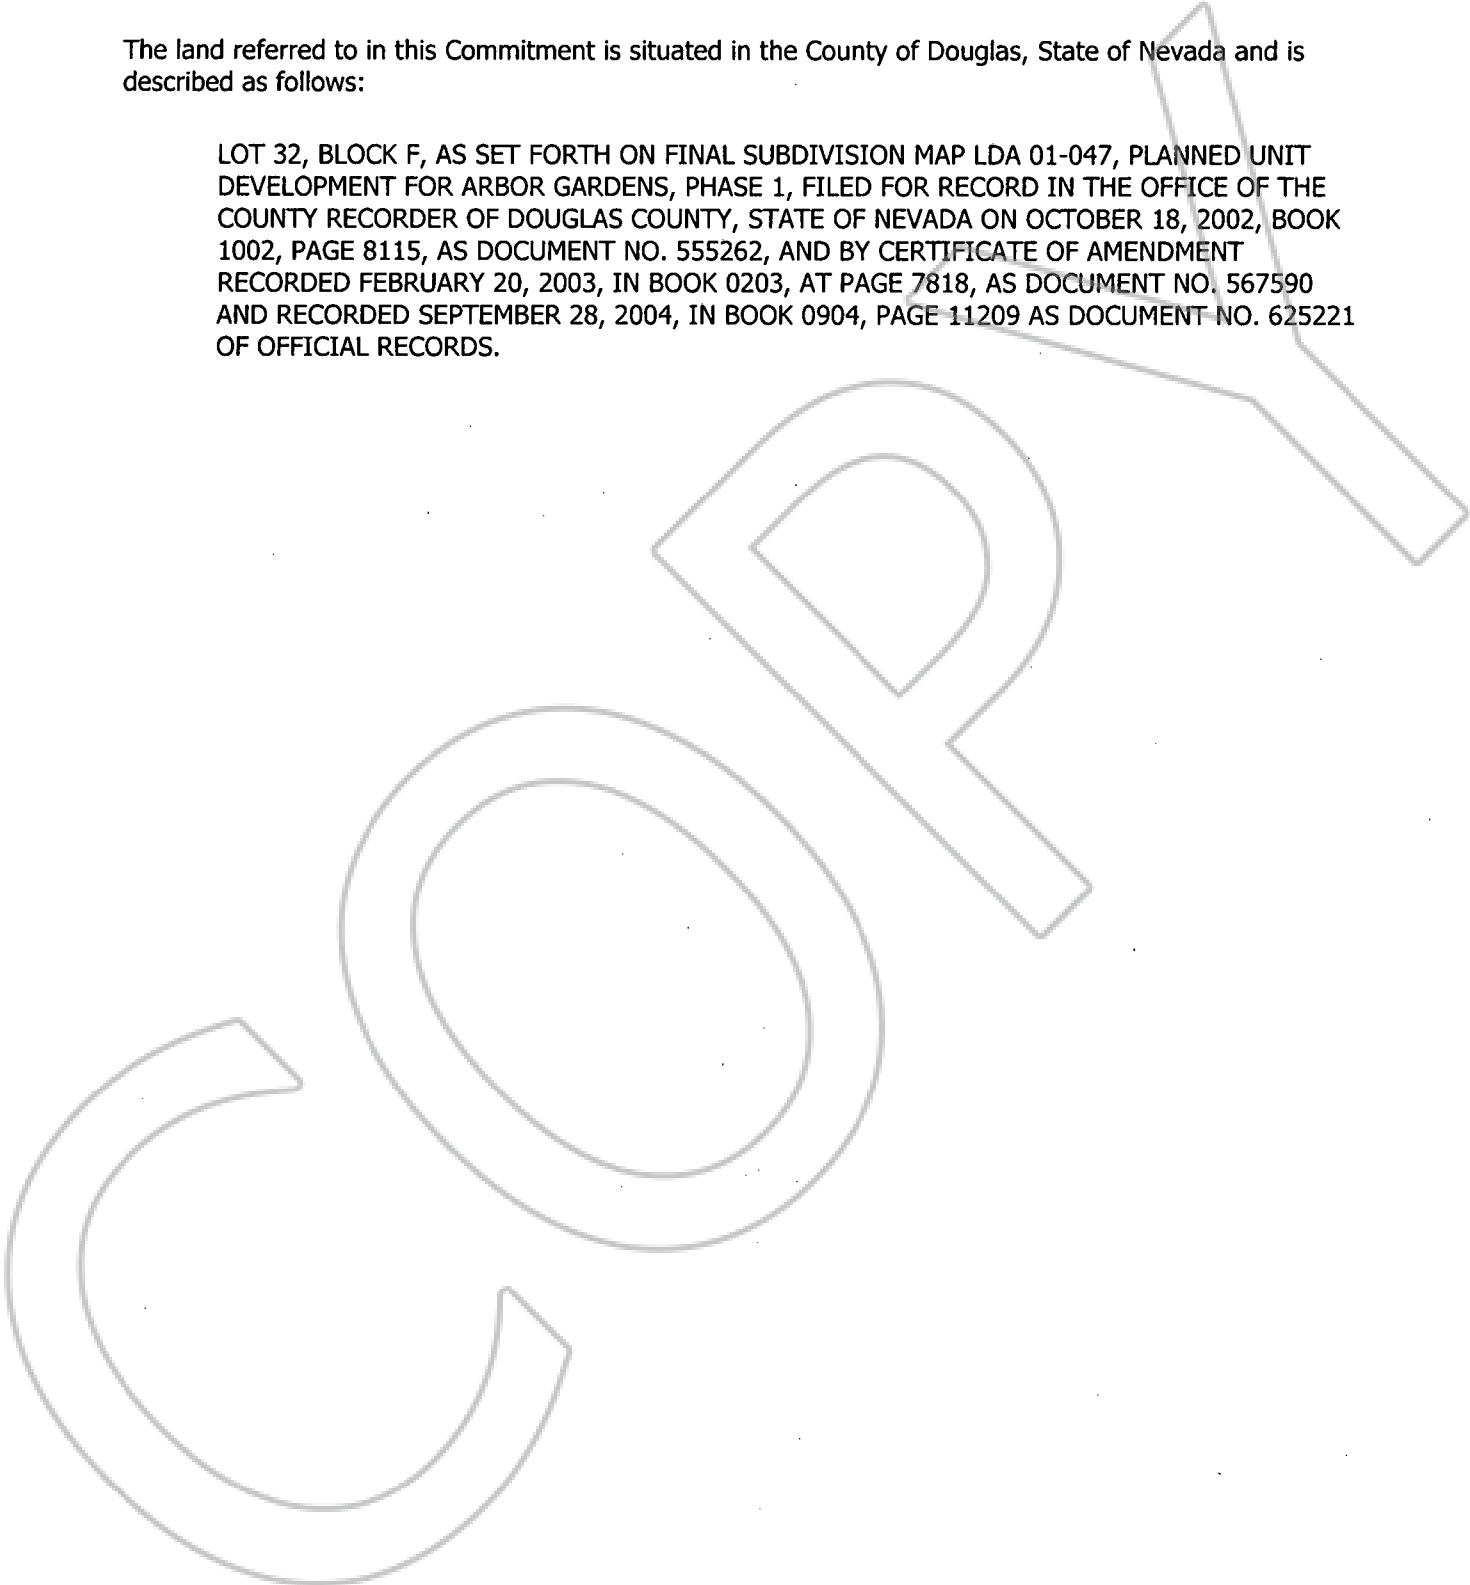 The land referred to in this Commitment is situated in the County of Douglas, State of Nevada and is
described as follows:
LOT 32, BLOCK F, AS SET FORTH ON FINAL SUBDIVISION MAP LDA 01-047, PLANNED UNIT
DEVELOPMENT FOR ARBOR GARDENS, PHASE 1, FILED FOR RECORD IN THE OFFICE OF THE
COUNTY RECORDER OF DOUGLAS COUNTY, STATE OF NEVADA ON OCTOBER 18, 2002, BOOK
1002, PAGE 8115, AS DOCUMENT NO. 555262, AND BY CERTIFICATE OF AMENDMENT
RECORDED FEBRUARY 20, 2003, IN BOOK 0203, AT PAGE 7818, AS DOCUMENT NO. 567590
AND RECORDED SEPTEMBER 28, 2004, IN BOOK 0904, PAGE 11209 AS DOCUMENT NO. 625221
OF OFFICIAL RECORDS.
COPY